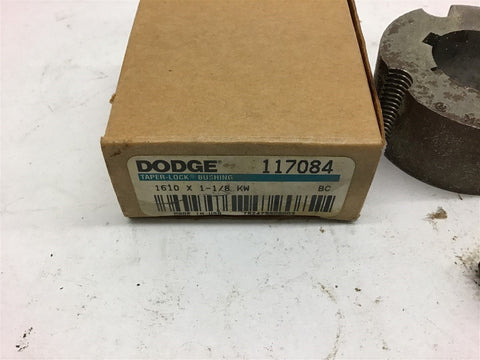 DODGE® 117084
TAPER-LOCK® BUSHING
1610 X 1-1/8 KW BC
MADE IN USA